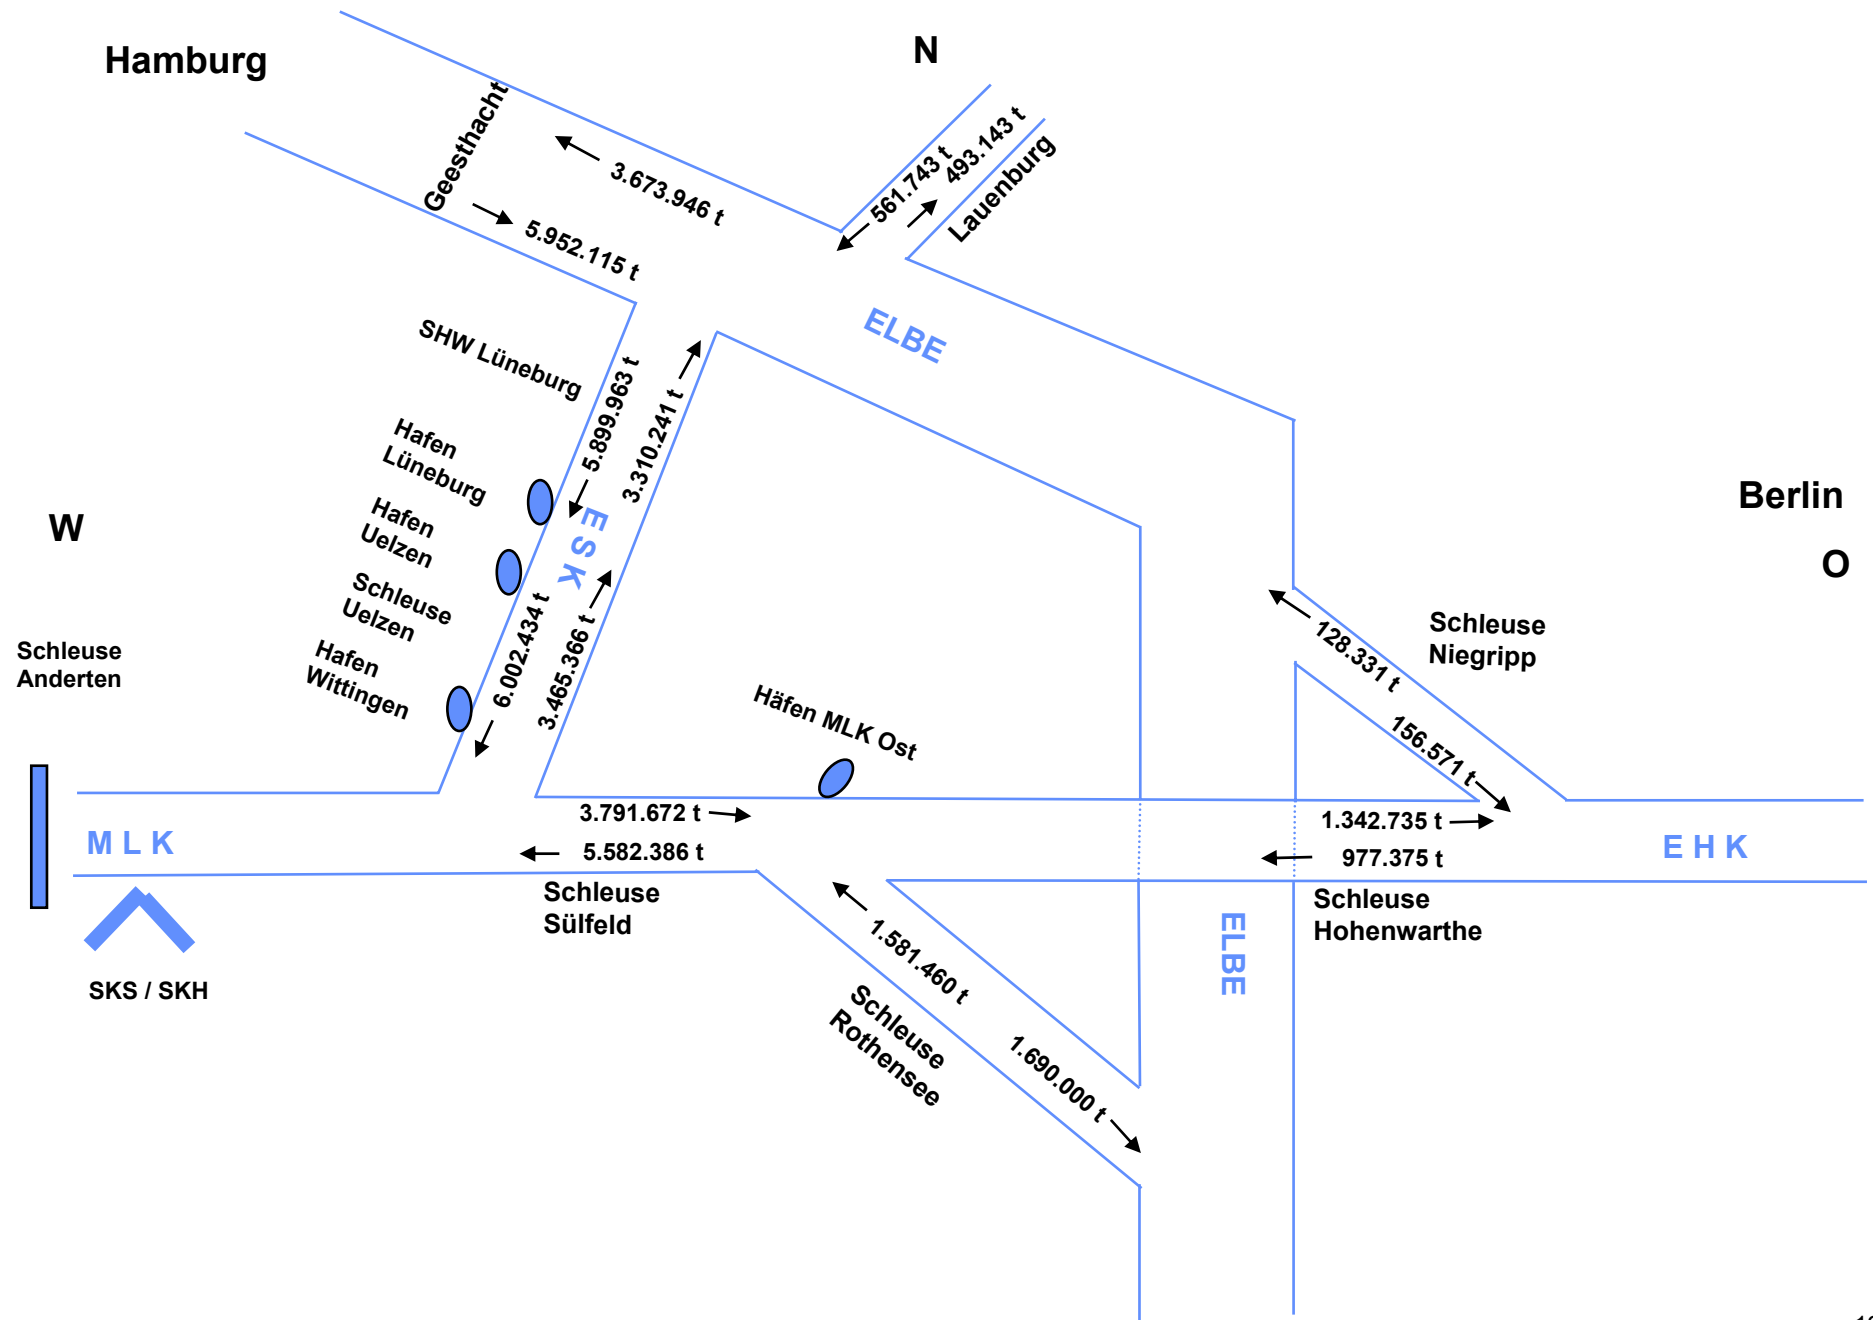 Hamburg
N
Geesthacht
3.673.946 t
5.952.115 t
561.743 t
493.143 t
Lauenburg
ELBE
SHW Lüneburg
5.899.963 t
3.310.241 t
Hafen
Lüneburg
Hafen
Uelzen
E S K
Schleuse
Uelzen
Hafen
Wittingen
6.002.434 t
3.465.366 t
W
Berlin
O
Schleuse
Anderten
Schleuse
Niegripp
128.331 t
156.571 t
Häfen MLK Ost
3.791.672 t
5.582.386 t
1.342.735 t
977.375 t
M L K
E H K
Schleuse
Sülfeld
Schleuse
Hohenwarthe
ELBE
SKS / SKH
1.581.460 t
1.690.000 t
Schleuse
Rothensee